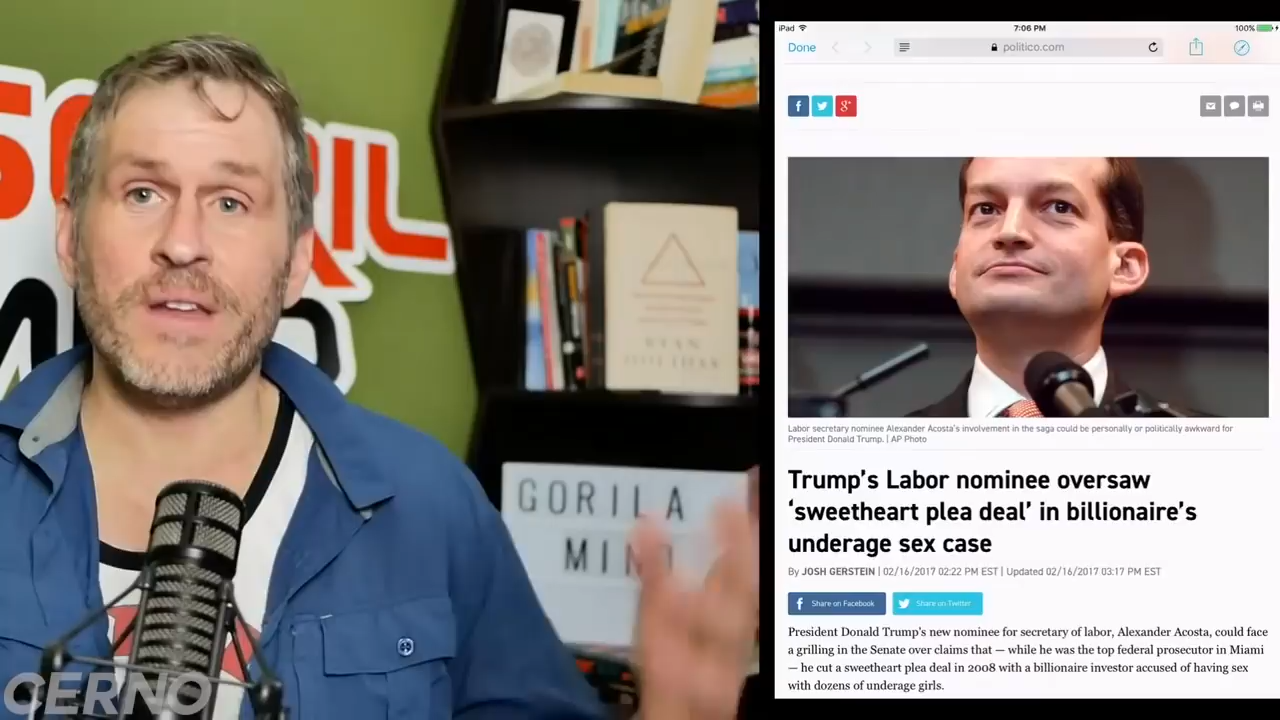 GORILA
MIND
CERNO
iPad
7:06 PM
100%
Done
politico.com
Labor secretary nominee Alexander Acosta's involvement in the saga could be personally or politically awkward for
President Donald Trump. | AP Photo
Trump's Labor nominee oversaw
‘sweetheart plea deal’ in billionaire's
underage sex case
By JOSH GERSTEIN | 02/16/2017 02:22 PM EST | Updated 02/16/2017 03:17 PM EST
Share on Facebook
Share on Twitter
President Donald Trump's new nominee for secretary of labor, Alexander Acosta, could face
a grilling in the Senate over claims that — while he was the top federal prosecutor in Miami
— he cut a sweetheart plea deal in 2008 with a billionaire investor accused of having sex
with dozens of underage girls.